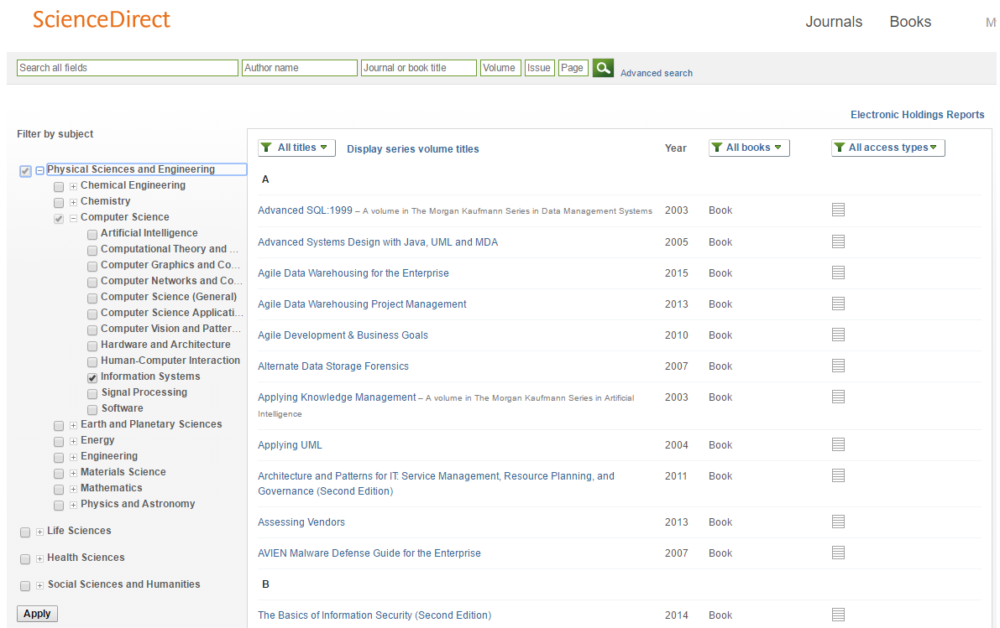 ScienceDirect
Journals Books M
Search all fields Author name Journal or book title Volume Issue Page Advanced search
Electronic Holdings Reports
Filter by subject
Physical Sciences and Engineering
Chemical Engineering
Chemistry
Computer Science
Artificial Intelligence
Computational Theory and ...
Computer Graphics and Co...
Computer Networks and Co...
Computer Science (General)
Computer Science Applicati...
Computer Vision and Patter...
Hardware and Architecture
Human-Computer Interaction
Information Systems
Signal Processing
Software
Earth and Planetary Sciences
Energy
Engineering
Materials Science
Mathematics
Physics and Astronomy
Life Sciences
Health Sciences
Social Sciences and Humanities
Apply
All titles Display series volume titles Year All books All access types
A
Advanced SQL:1999 – A volume in The Morgan Kaufmann Series in Data Management Systems 2003 Book
Advanced Systems Design with Java, UML and MDA 2005 Book
Agile Data Warehousing for the Enterprise 2015 Book
Agile Data Warehousing Project Management 2013 Book
Agile Development & Business Goals 2010 Book
Alternate Data Storage Forensics 2007 Book
Applying Knowledge Management – A volume in The Morgan Kaufmann Series in Artificial 2003 Book
Intelligence
Applying UML 2004 Book
Architecture and Patterns for IT: Service Management, Resource Planning, and 2011 Book
Governance (Second Edition)
Assessing Vendors 2013 Book
AVIEN Malware Defense Guide for the Enterprise 2007 Book
B
The Basics of Information Security (Second Edition) 2014 Book